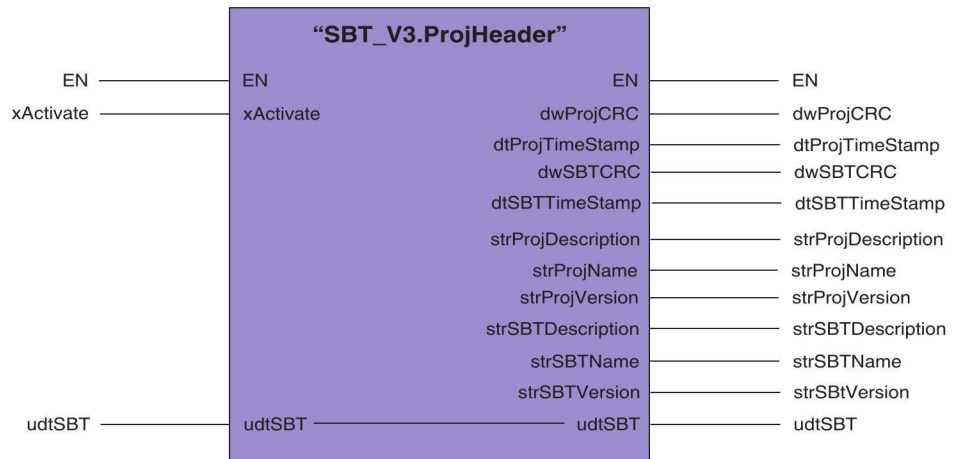 “SBT_V3.ProjHeader”
EN EN EN EN
xActivate xActivate dwProjCRC dwProjCRC
dtProjTimeStamp dtProjTimeStamp
dwSBTCRC dwSBTCRC
dtSBTTimeStamp dtSBTTimeStamp
strProjDescription strProjDescription
strProjName strProjName
strProjVersion strProjVersion
strSBTDescription strSBTDescription
strSBTName strSBTName
strSBTVersion strSBtVersion
udtSBT udtSBT udtSBT udtSBT